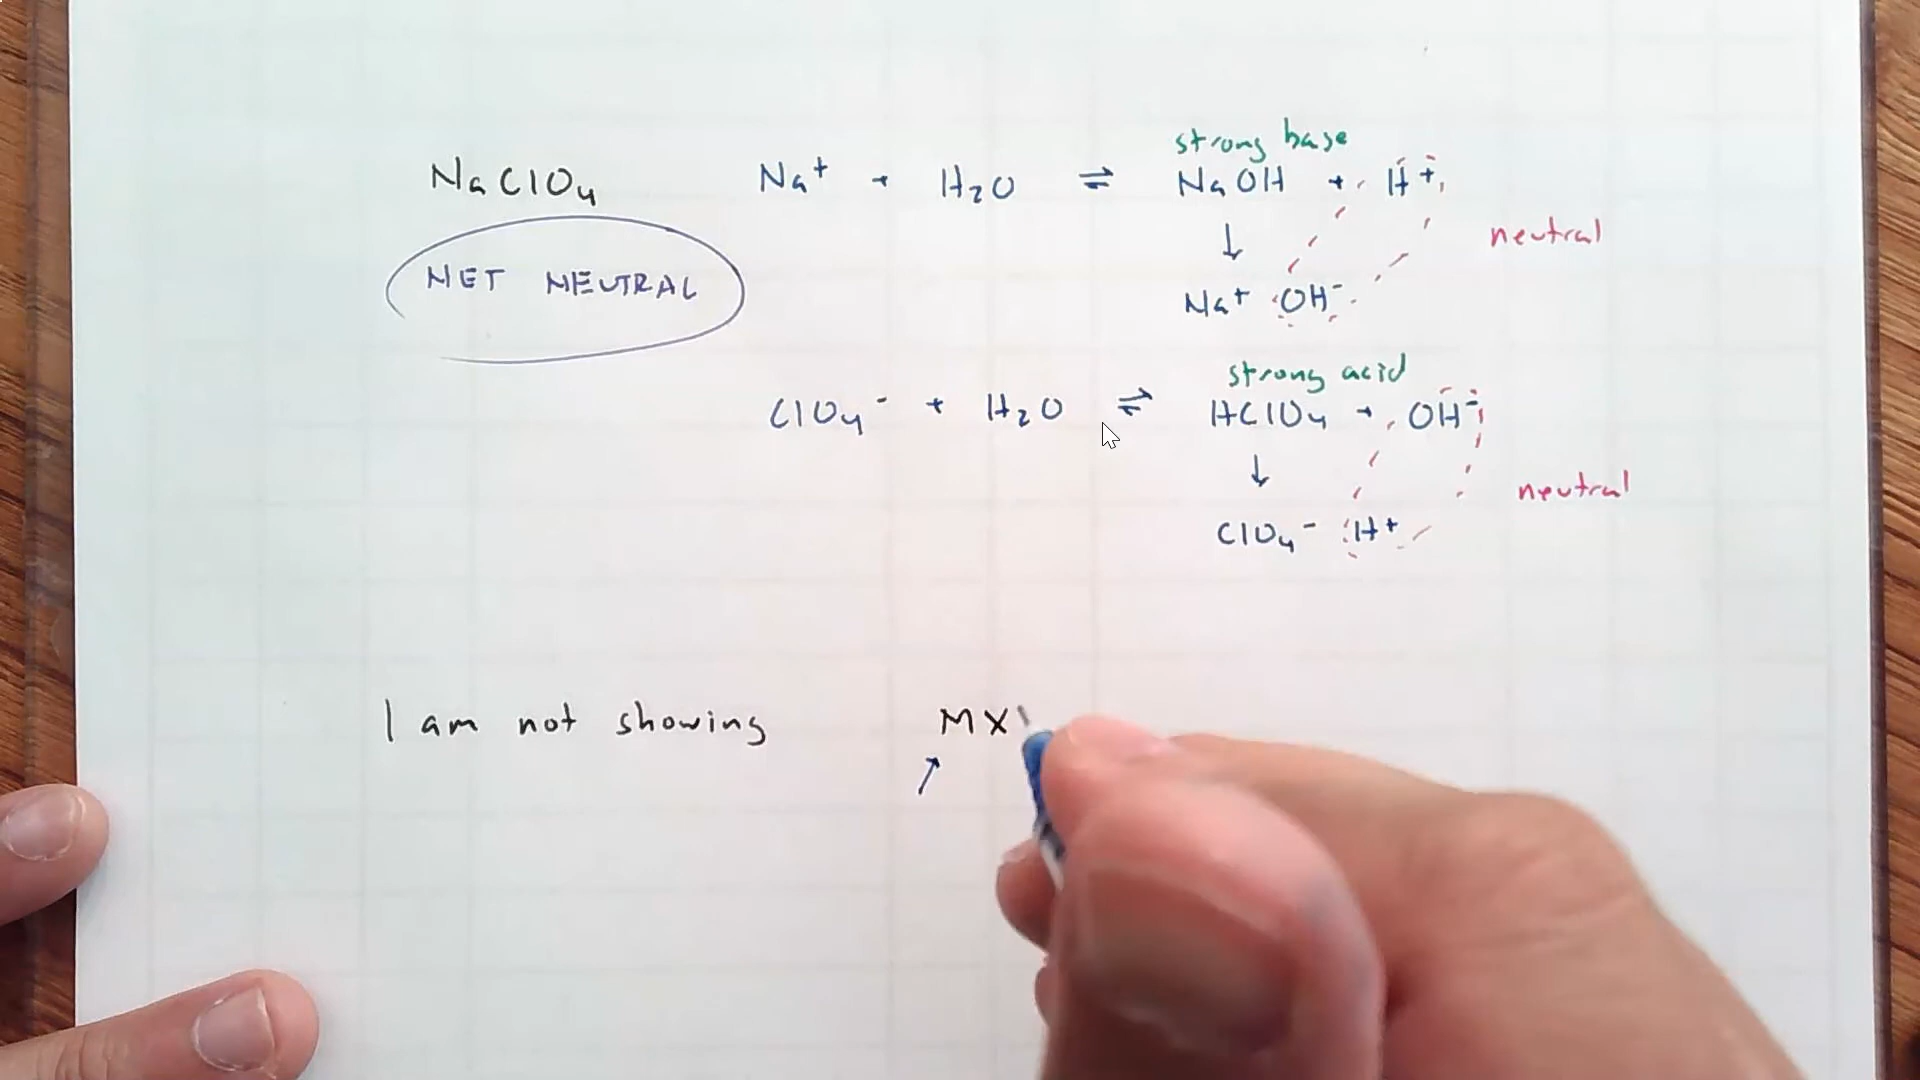 strong base
NaClO₄ Na⁺ + H₂O ⇌ NaOH + H⁺
↓ neutral
NET NEUTRAL Na⁺ OH⁻
strong acid
ClO₄⁻ + H₂O ⇌ HClO₄ + OH⁻
↓ neutral
ClO₄⁻ H⁺
I am not showing MX
↗